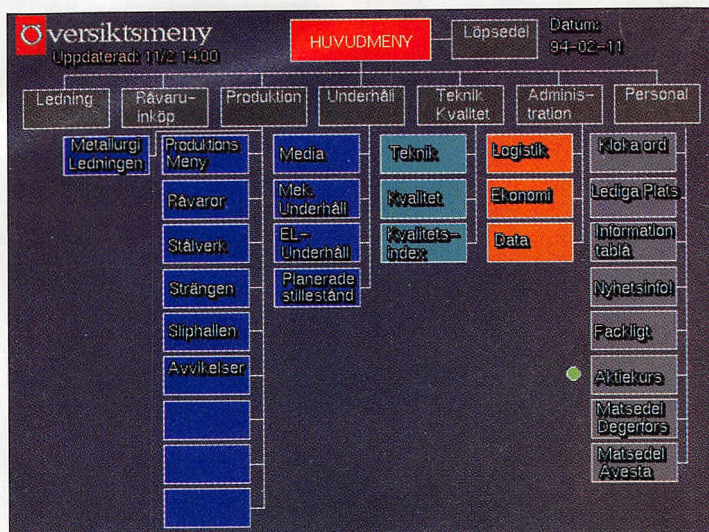 Översiktsmeny
Uppdaterad: 11/2 14.00
HUVUDMENY
Löpsedel
Datum:
94-02-11
Ledning
Råvaru-
inköp
Produktion
Underhåll
Teknik
Kvalitet
Adminis-
tration
Personal
Metallurgi
Ledningen
Produktions
Meny
Råvaror
Stålverk
Strängen
Sliphallen
Avvikelser
Media
Mek.
Underhåll
EL-
Underhåll
Planerade
stillestånd
Teknik
Kvalitet
Kvalitets-
index
Logistik
Ekonomi
Data
Kloka ord
Lediga Plats
Information
tablå
Nyhetsinfo!
Fackligt
Aktiekurs
Matsedel
Degerfors
Matsedel
Avesta